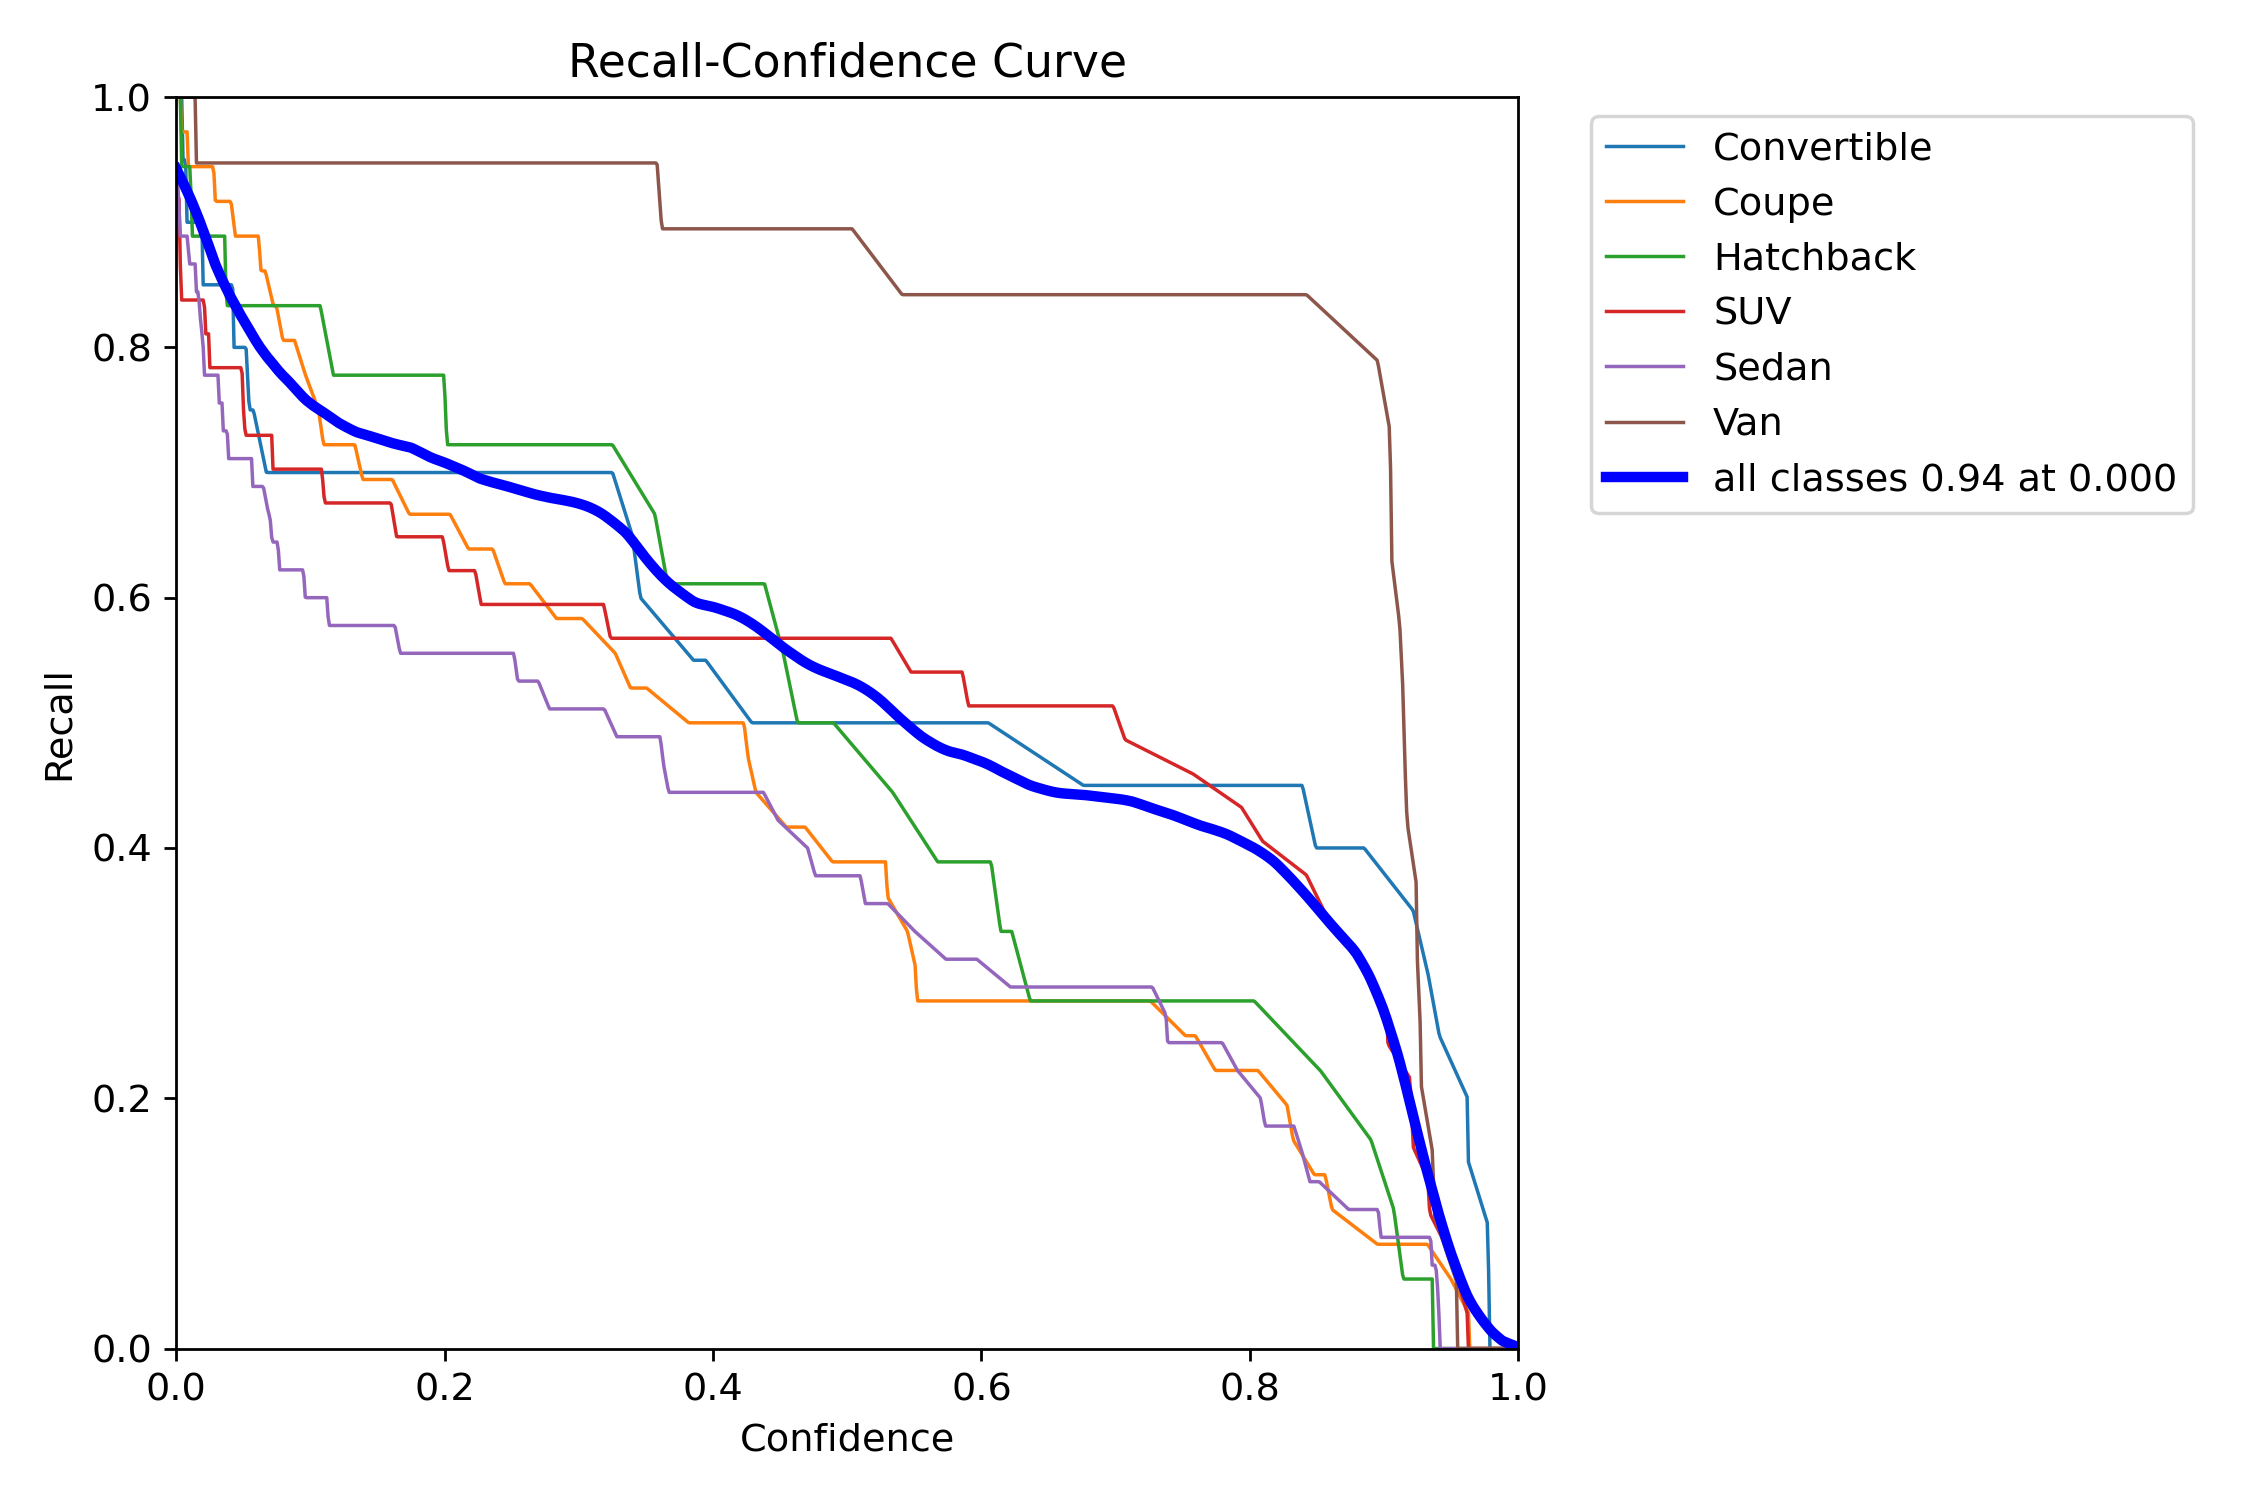 Recall-Confidence Curve
1.0
0.8
0.6
0.4
0.2
0.0
Recall
0.0 0.2 0.4 0.6 0.8 1.0
Confidence
Convertible
Coupe
Hatchback
SUV
Sedan
Van
all classes 0.94 at 0.000